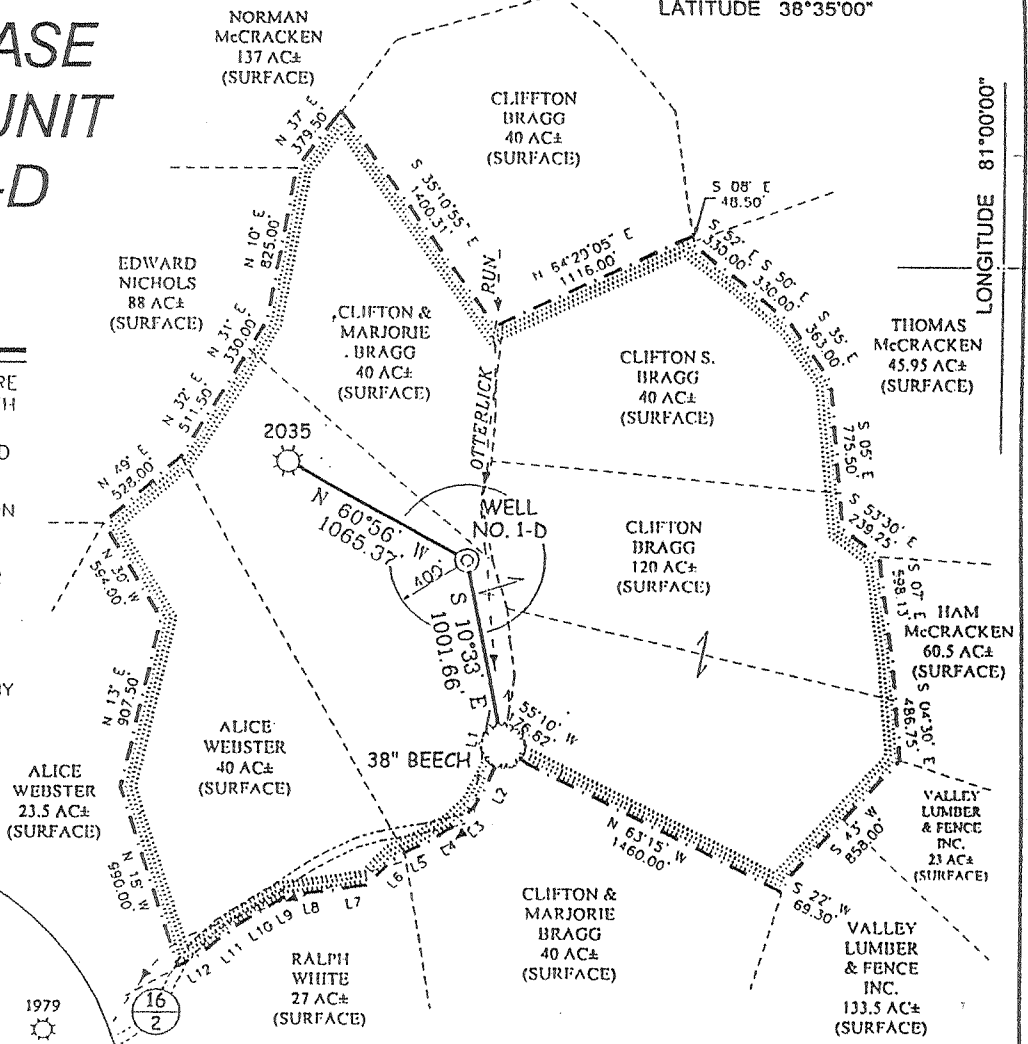 LATITUDE 38°35'00"
ASE
UNIT
-D
NORMAN
McCRACKEN
137 AC±
(SURFACE)
CLIFFTON
BRAGG
40 AC±
(SURFACE)
LONGITUDE 81°00'00"
N 37° E
379.50'
S 35°10'55" E
1400.31'
S 08° E
48.50'
N 10° E
825.00'
RUN
N 64°29'05" E
1116.00'
S 52° E
330.00'
S 50° E
330.00'
S 35° E
363.00'
EDWARD
NICHOLS
88 AC±
(SURFACE)
N 31° E
330.00'
CLIFTON &
MARJORIE
BRAGG
40 AC±
(SURFACE)
CLIFTON S.
BRAGG
40 AC±
(SURFACE)
THOMAS
McCRACKEN
45.95 AC±
(SURFACE)
RE
TH
D
N
BY
N 32° E
511.50'
OTTERLICK
2035
N 49° E
528.00'
S 05° E
775.50'
N 60°56' W
1065.37'
WELL
NO. 1-D
400'
CLIFTON
BRAGG
120 AC±
(SURFACE)
S 53°30' E
239.25'
N 30° W
594.00'
S 10°33' E
1001.66'
S 07° E
598.13'
HAM
McCRACKEN
60.5 AC±
(SURFACE)
N 13° E
907.50'
S 04°30' E
486.75'
N 55°10' W
176.82'
ALICE
WEBSTER
40 AC±
(SURFACE)
38" BEECH
L1
L2
L3
L4
L5
L6
L7
L8
L9
L10
L11
L12
ALICE
WEBSTER
23.5 AC±
(SURFACE)
N 63°15' W
1460.00'
S 43° W
858.00'
VALLEY
LUMBER
& FENCE
INC.
23 AC±
(SURFACE)
N 15° W
990.00'
S 22° W
69.30'
CLIFTON &
MARJORIE
BRAGG
40 AC±
(SURFACE)
VALLEY
LUMBER
& FENCE
INC.
133.5 AC±
(SURFACE)
RALPH
WHITE
27 AC±
(SURFACE)
16
2
1979